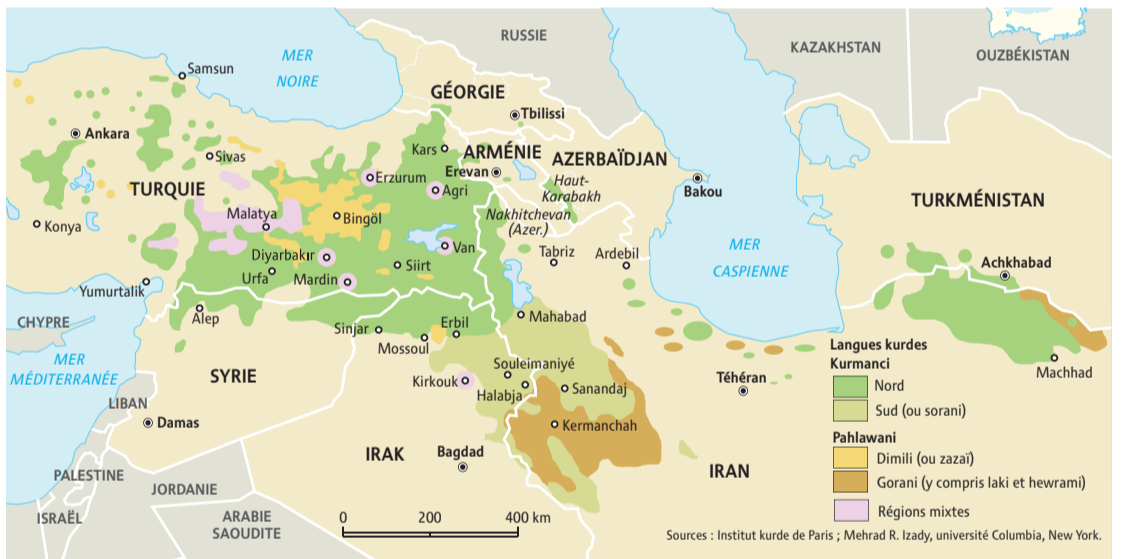 RUSSIE
KAZAKHSTAN
OUZBÉKISTAN
MER
NOIRE
Samsun
GÉORGIE
Tbilissi
Ankara
Kars
ARMÉNIE
AZERBAÏDJAN
Sivas
Erevan
Erzurum
Agri
Haut-
Karabakh
Bakou
TURQUIE
TURKMÉNISTAN
Malatya
Bingöl
Nakhitchevan
(Azer.)
Konya
Van
Tabriz
Ardebil
MER
CASPIENNE
Diyarbakır
Siirt
Achkhabad
Urfa
Mardin
Yumurtalik
CHYPRE
Alep
Mahabad
Sinjar
Erbil
Mossoul
MER
MÉDITERRANÉE
SYRIE
Souleimaniyé
Kirkouk
Halabja
Sanandaj
Téhéran
Machhad
LIBAN
Damas
Kermanchah
IRAK
Bagdad
IRAN
PALESTINE
JORDANIE
ISRAËL
ARABIE
SAOUDITE
0 200 400 km
Langues kurdes
Kurmanci
Nord
Sud (ou sorani)
Pahlawani
Dimili (ou zazaï)
Gorani (y compris laki et hewrami)
Régions mixtes
Sources : Institut kurde de Paris ; Mehrad R. Izady, université Columbia, New York.